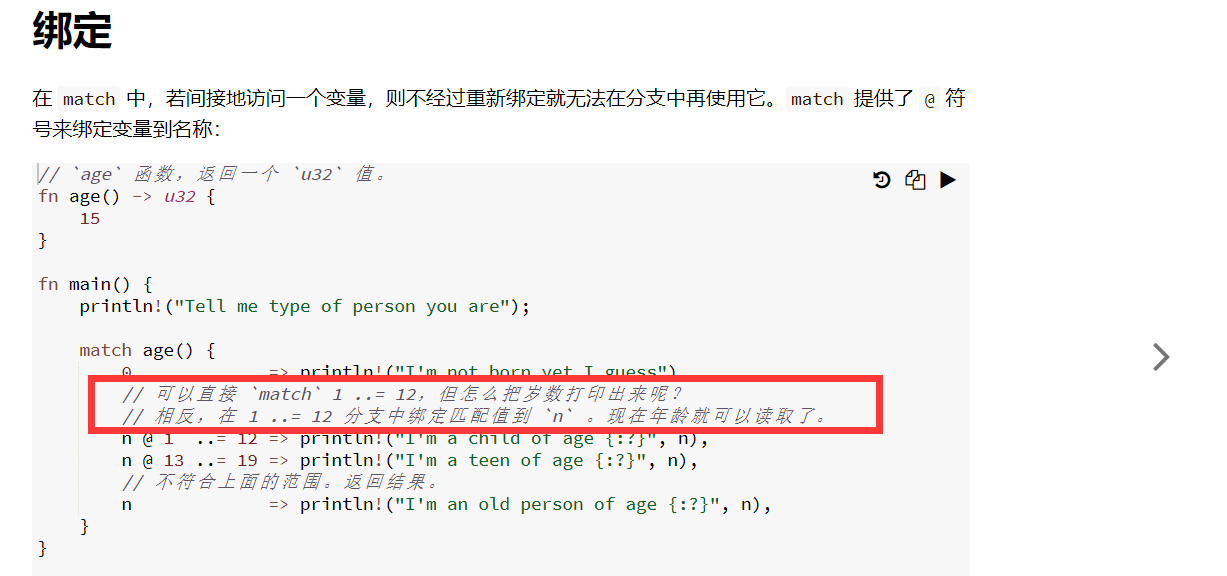 绑定
在 match 中，若间接地访问一个变量，则不经过重新绑定就无法在分支中再使用它。match 提供了 @ 符
号来绑定变量到名称：
// `age` 函数，返回一个 `u32` 值。
fn age() -> u32 {
    15
}
fn main() {
    println!("Tell me type of person you are");
    match age() {
        0             => println!("I'm not born yet I guess"),
        // 可以直接 `match` 1 ..= 12，但怎么把岁数打印出来呢？
        // 相反，在 1 ..= 12 分支中绑定匹配值到 `n` 。现在年龄就可以读取了。
        n @ 1  ..= 12 => println!("I'm a child of age {:?}", n),
        n @ 13 ..= 19 => println!("I'm a teen of age {:?}", n),
        // 不符合上面的范围。返回结果。
        n             => println!("I'm an old person of age {:?}", n),
    }
}